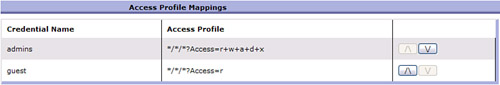 Access Profile Mappings
Credential Name Access Profile
admins */*/*?Access=r+w+a+d+x /\ \/
guest */*/*?Access=r /\ \/